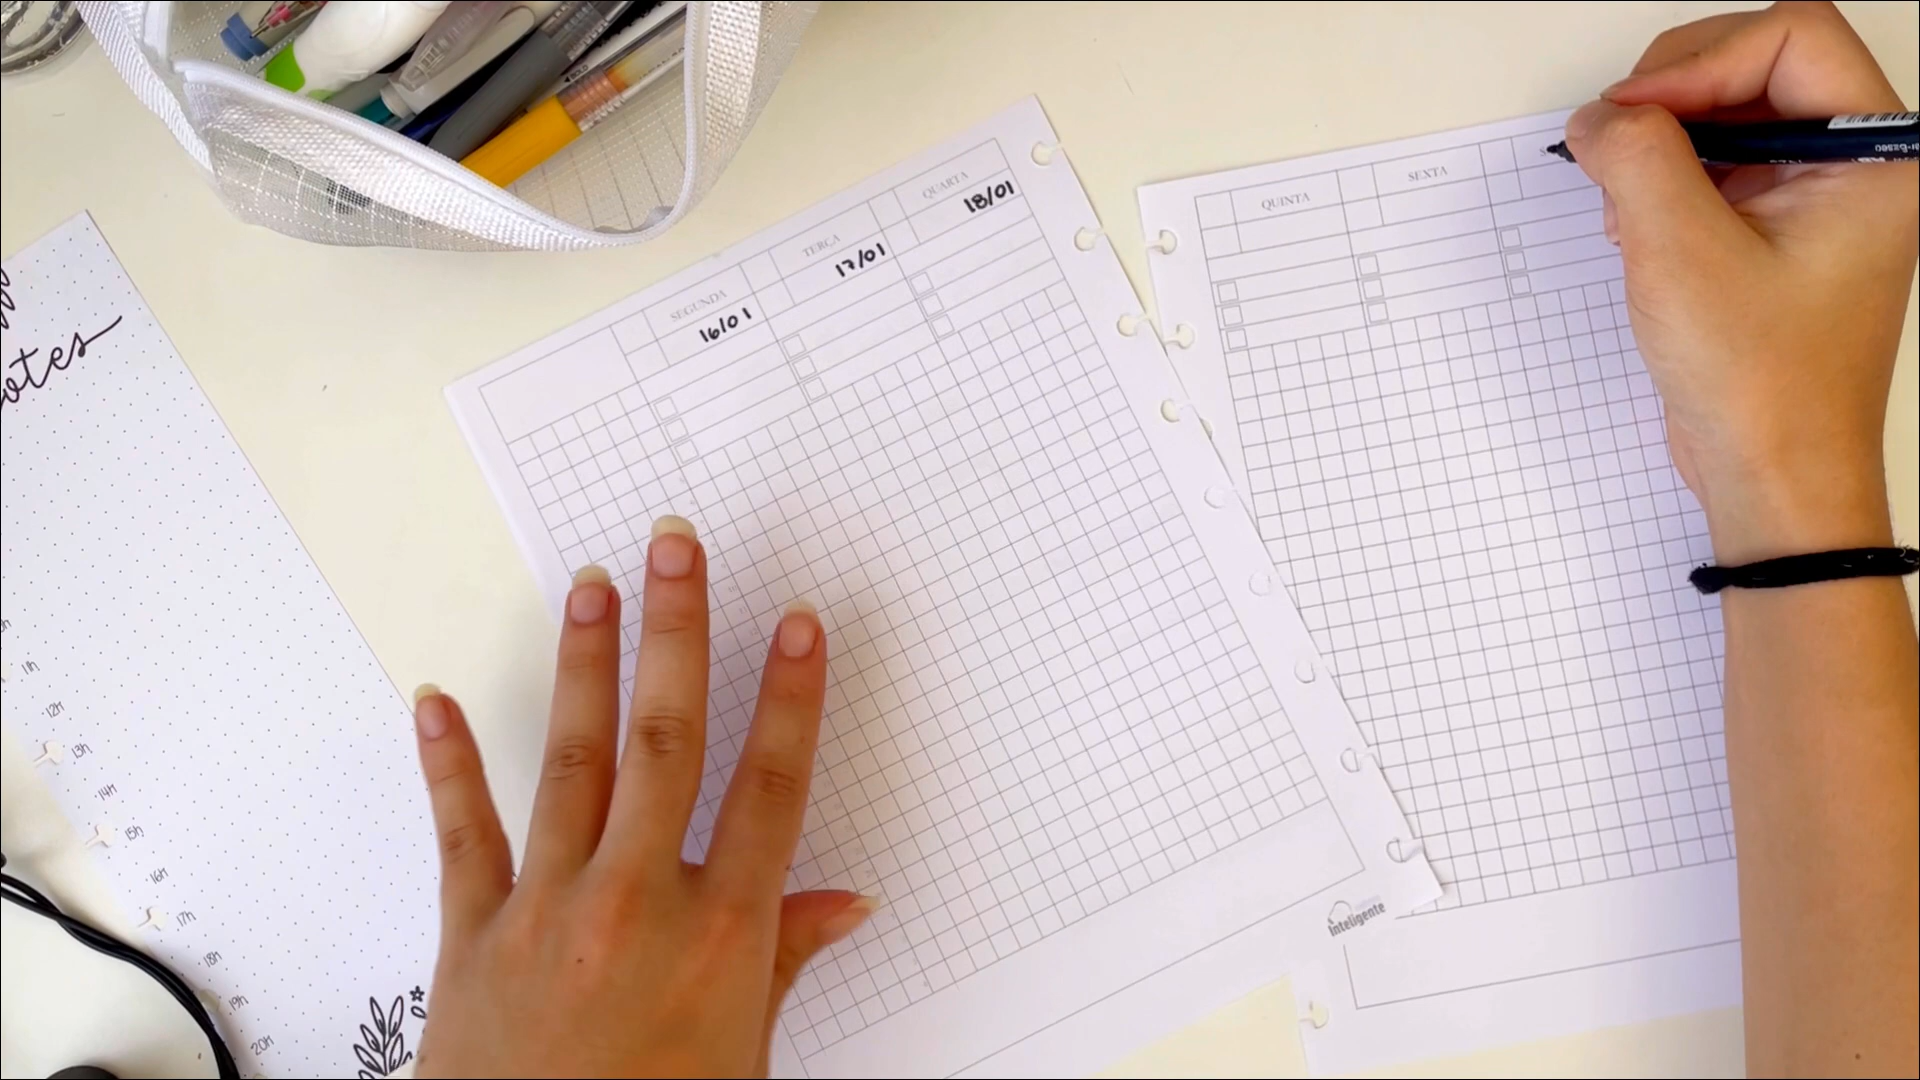 otes
11h
12h
13h
14h
15h
16h
17h
18h
19h
20h
SEGUNDA
16/01
TERÇA
17/01
QUARTA
18/01
QUINTA
SEXTA
Inteligente